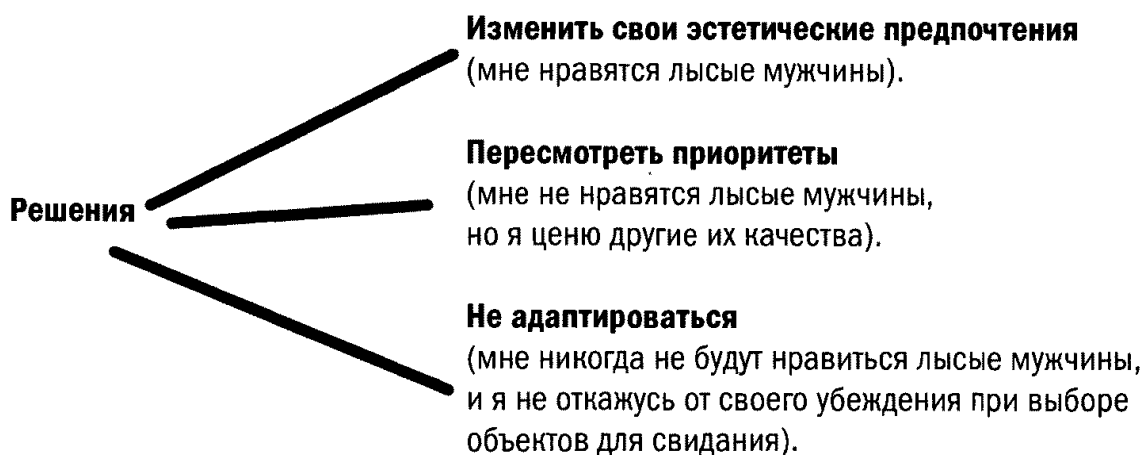 Изменить свои эстетические предпочтения
(мне нравятся лысые мужчины).
Пересмотреть приоритеты
(мне не нравятся лысые мужчины,
но я ценю другие их качества).
Решения
Не адаптироваться
(мне никогда не будут нравиться лысые мужчины,
и я не откажусь от своего убеждения при выборе
объектов для свидания).